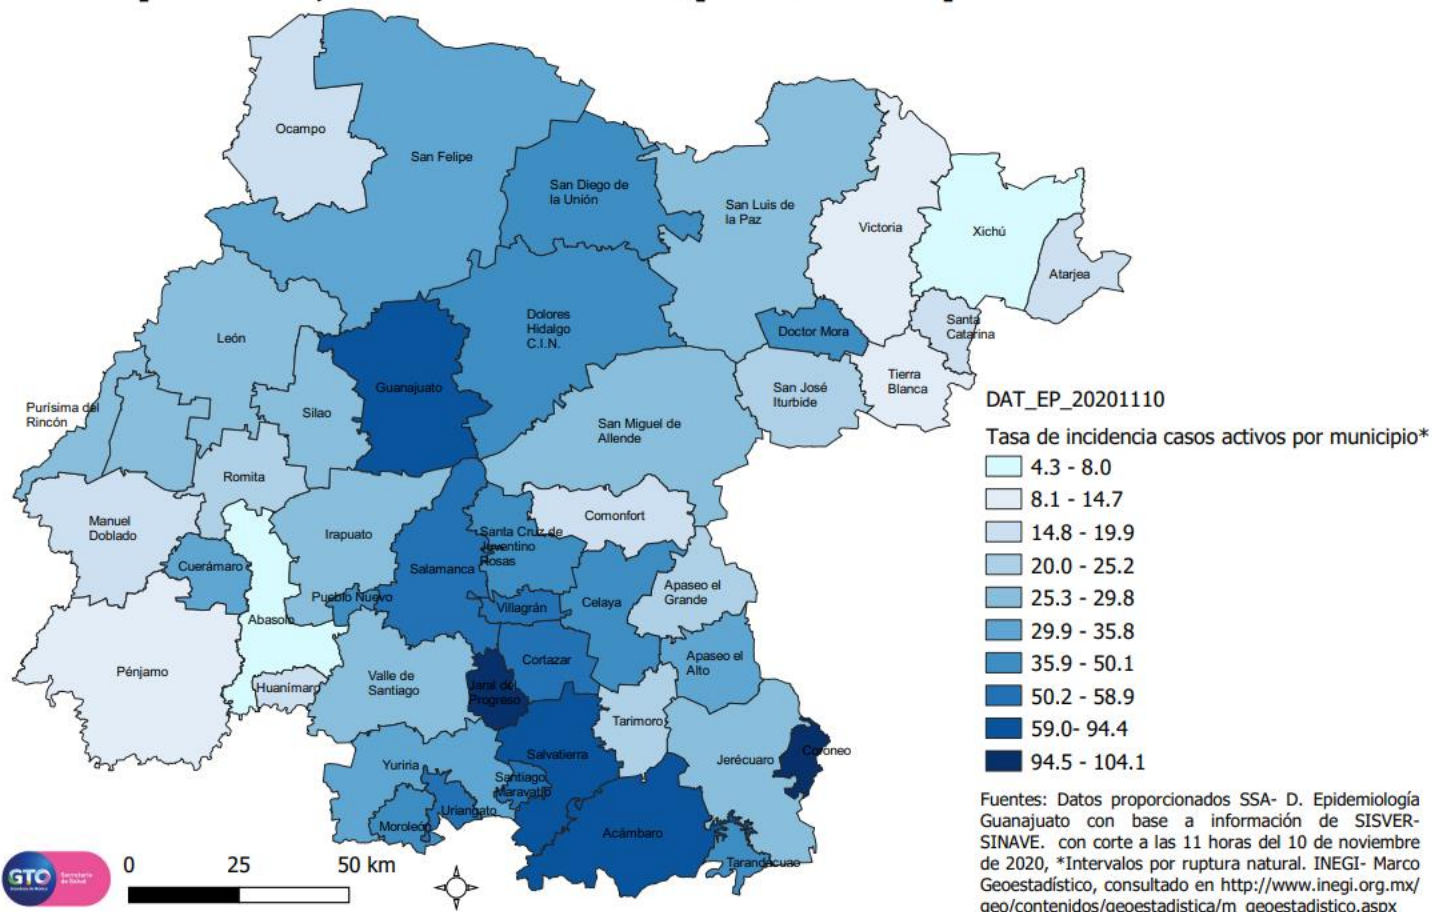 Ocampo
San Felipe
San Diego de
la Unión
San Luis de
la Paz
Victoria
Xichú
Atarjea
León
Dolores
Hidalgo
C.I.N.
Doctor Mora
Santa
Catarina
Guanajuato
Tierra
Blanca
San José
Iturbide
Purísima del
Rincón
Silao
San Miguel de
Allende
Romita
Manuel
Doblado
Irapuato
Comonfort
Santa Cruz de
Juventino
Rosas
Cuerámaro
Salamanca
Apaseo el
Grande
Pueblo Nuevo
Villagrán
Celaya
Abasolo
Pénjamo
Huanímaro
Valle de
Santiago
Jaral del
Progreso
Cortazar
Apaseo el
Alto
Tarimoro
Jerécuaro
Coroneo
Yuriria
Salvatierra
Santiago
Maravatío
Uriangato
Moroleón
Acámbaro
Tarandacuao
DAT_EP_20201110
Tasa de incidencia casos activos por municipio*
4.3 - 8.0
8.1 - 14.7
14.8 - 19.9
20.0 - 25.2
25.3 - 29.8
29.9 - 35.8
35.9 - 50.1
50.2 - 58.9
59.0- 94.4
94.5 - 104.1
Fuentes: Datos proporcionados SSA- D. Epidemiología
Guanajuato con base a información de SISVER-
SINAVE. con corte a las 11 horas del 10 de noviembre
de 2020, *Intervalos por ruptura natural. INEGI- Marco
Geoestadístico, consultado en http://www.inegi.org.mx/
geo/contenidos/geoestadistica/m_geoestadistico.aspx
GTO
Secretaría
de Salud
0 25 50 km